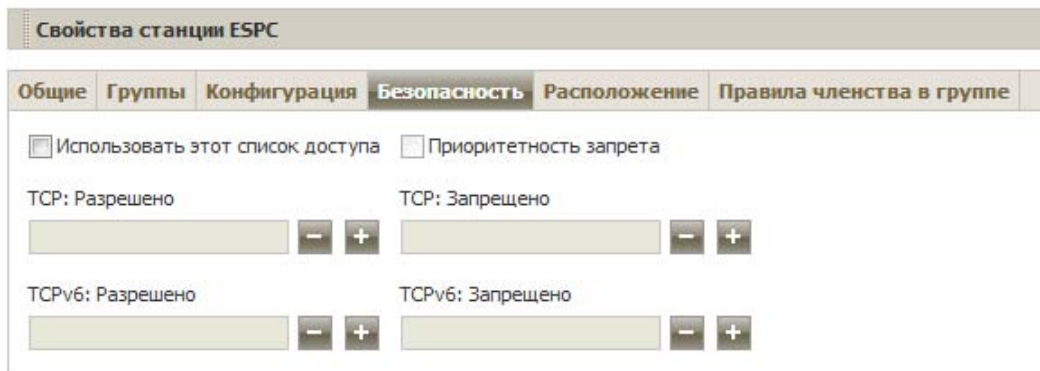 Свойства станции ESPC
Общие Группы Конфигурация Безопасность Расположение Правила членства в группе
Использовать этот список доступа Приоритетность запрета
TCP: Разрешено TCP: Запрещено
TCPv6: Разрешено TCPv6: Запрещено